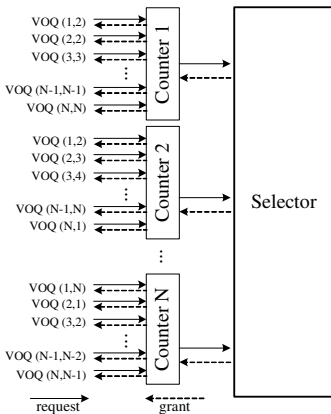 VOQ (1,2)
VOQ (2,2)
VOQ (3,3)
...
VOQ (N-1,N-1)
VOQ (N,N)
Counter 1
VOQ (1,2)
VOQ (2,3)
VOQ (3,4)
...
VOQ (N-1,N)
VOQ (N,1)
Counter 2
...
VOQ (1,N)
VOQ (2,1)
VOQ (3,2)
...
VOQ (N-1,N-2)
VOQ (N,N-1)
Counter N
Selector
request
grant